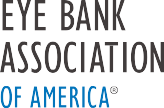 EYE BANK
ASSOCIATION
OF AMERICA®